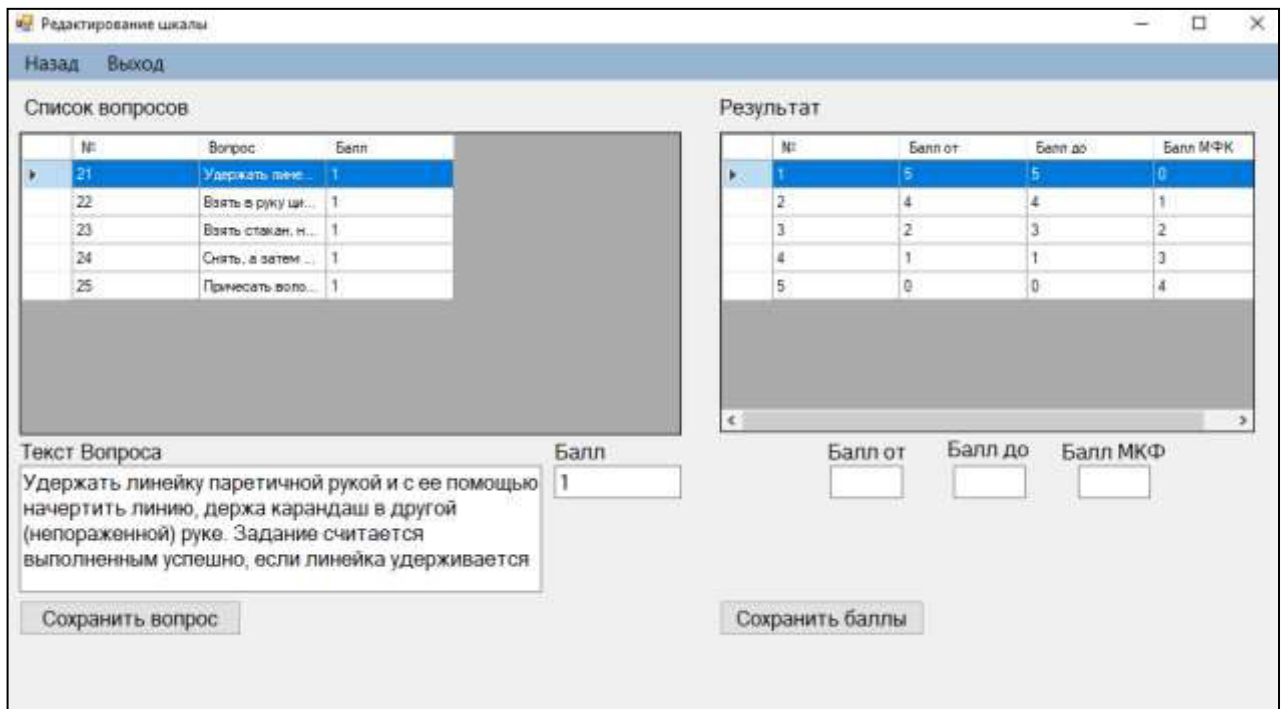 Редактирование шкалы
Назад Выход
Список вопросов
№ Вопрос Балл
21 Удержать лине... 1
22 Взять в руку ци... 1
23 Взять стакан, н... 1
24 Снять, а затем ... 1
25 Причесать воло... 1
Результат
№ Балл от Балл до Балл МФК
1 5 5 0
2 4 4 1
3 2 3 2
4 1 1 3
5 0 0 4
Текст Вопроса
Удержать линейку паретичной рукой и с ее помощью
начертить линию, держа карандаш в другой
(непораженной) руке. Задание считается
выполненным успешно, если линейка удерживается
Балл
1
Сохранить вопрос
Балл от Балл до Балл МКФ
Сохранить баллы